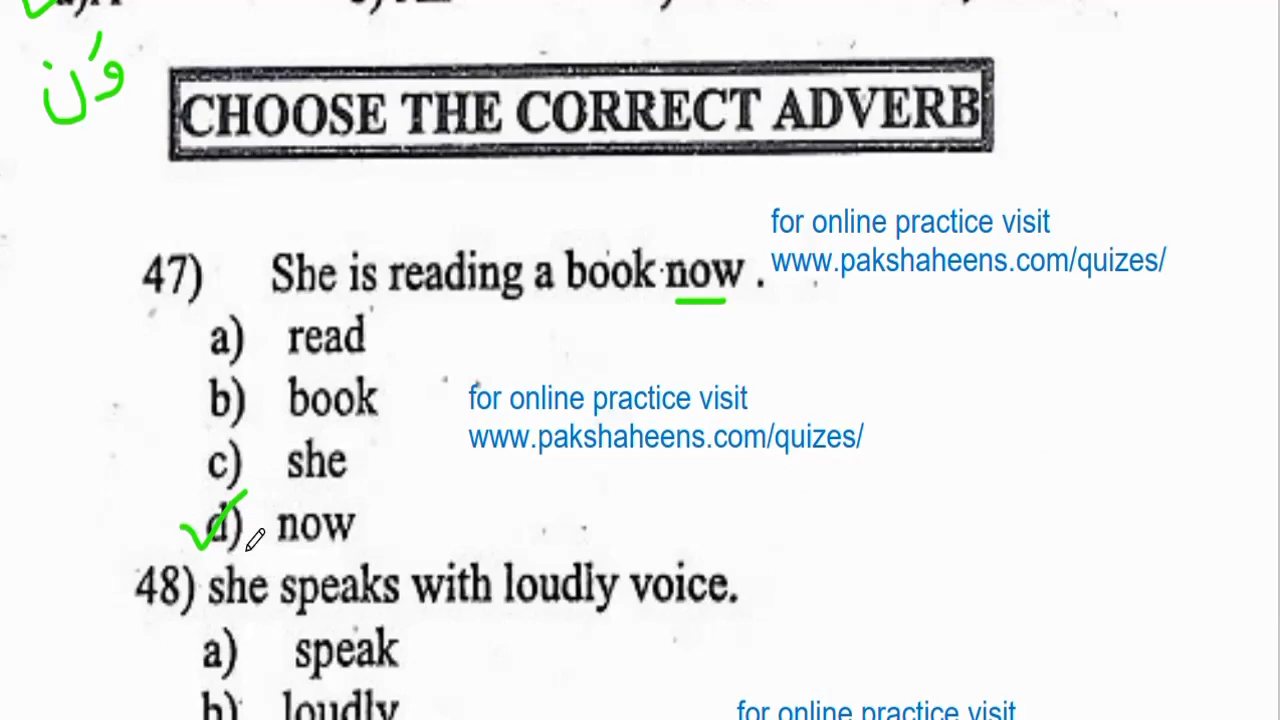 وَن
CHOOSE THE CORRECT ADVERB
for online practice visit
47) She is reading a book now . www.pakshaheens.com/quizes/
a) read
b) book for online practice visit
www.pakshaheens.com/quizes/
c) she
d) now
48) she speaks with loudly voice.
a) speak
b) loudly
for online practice visit